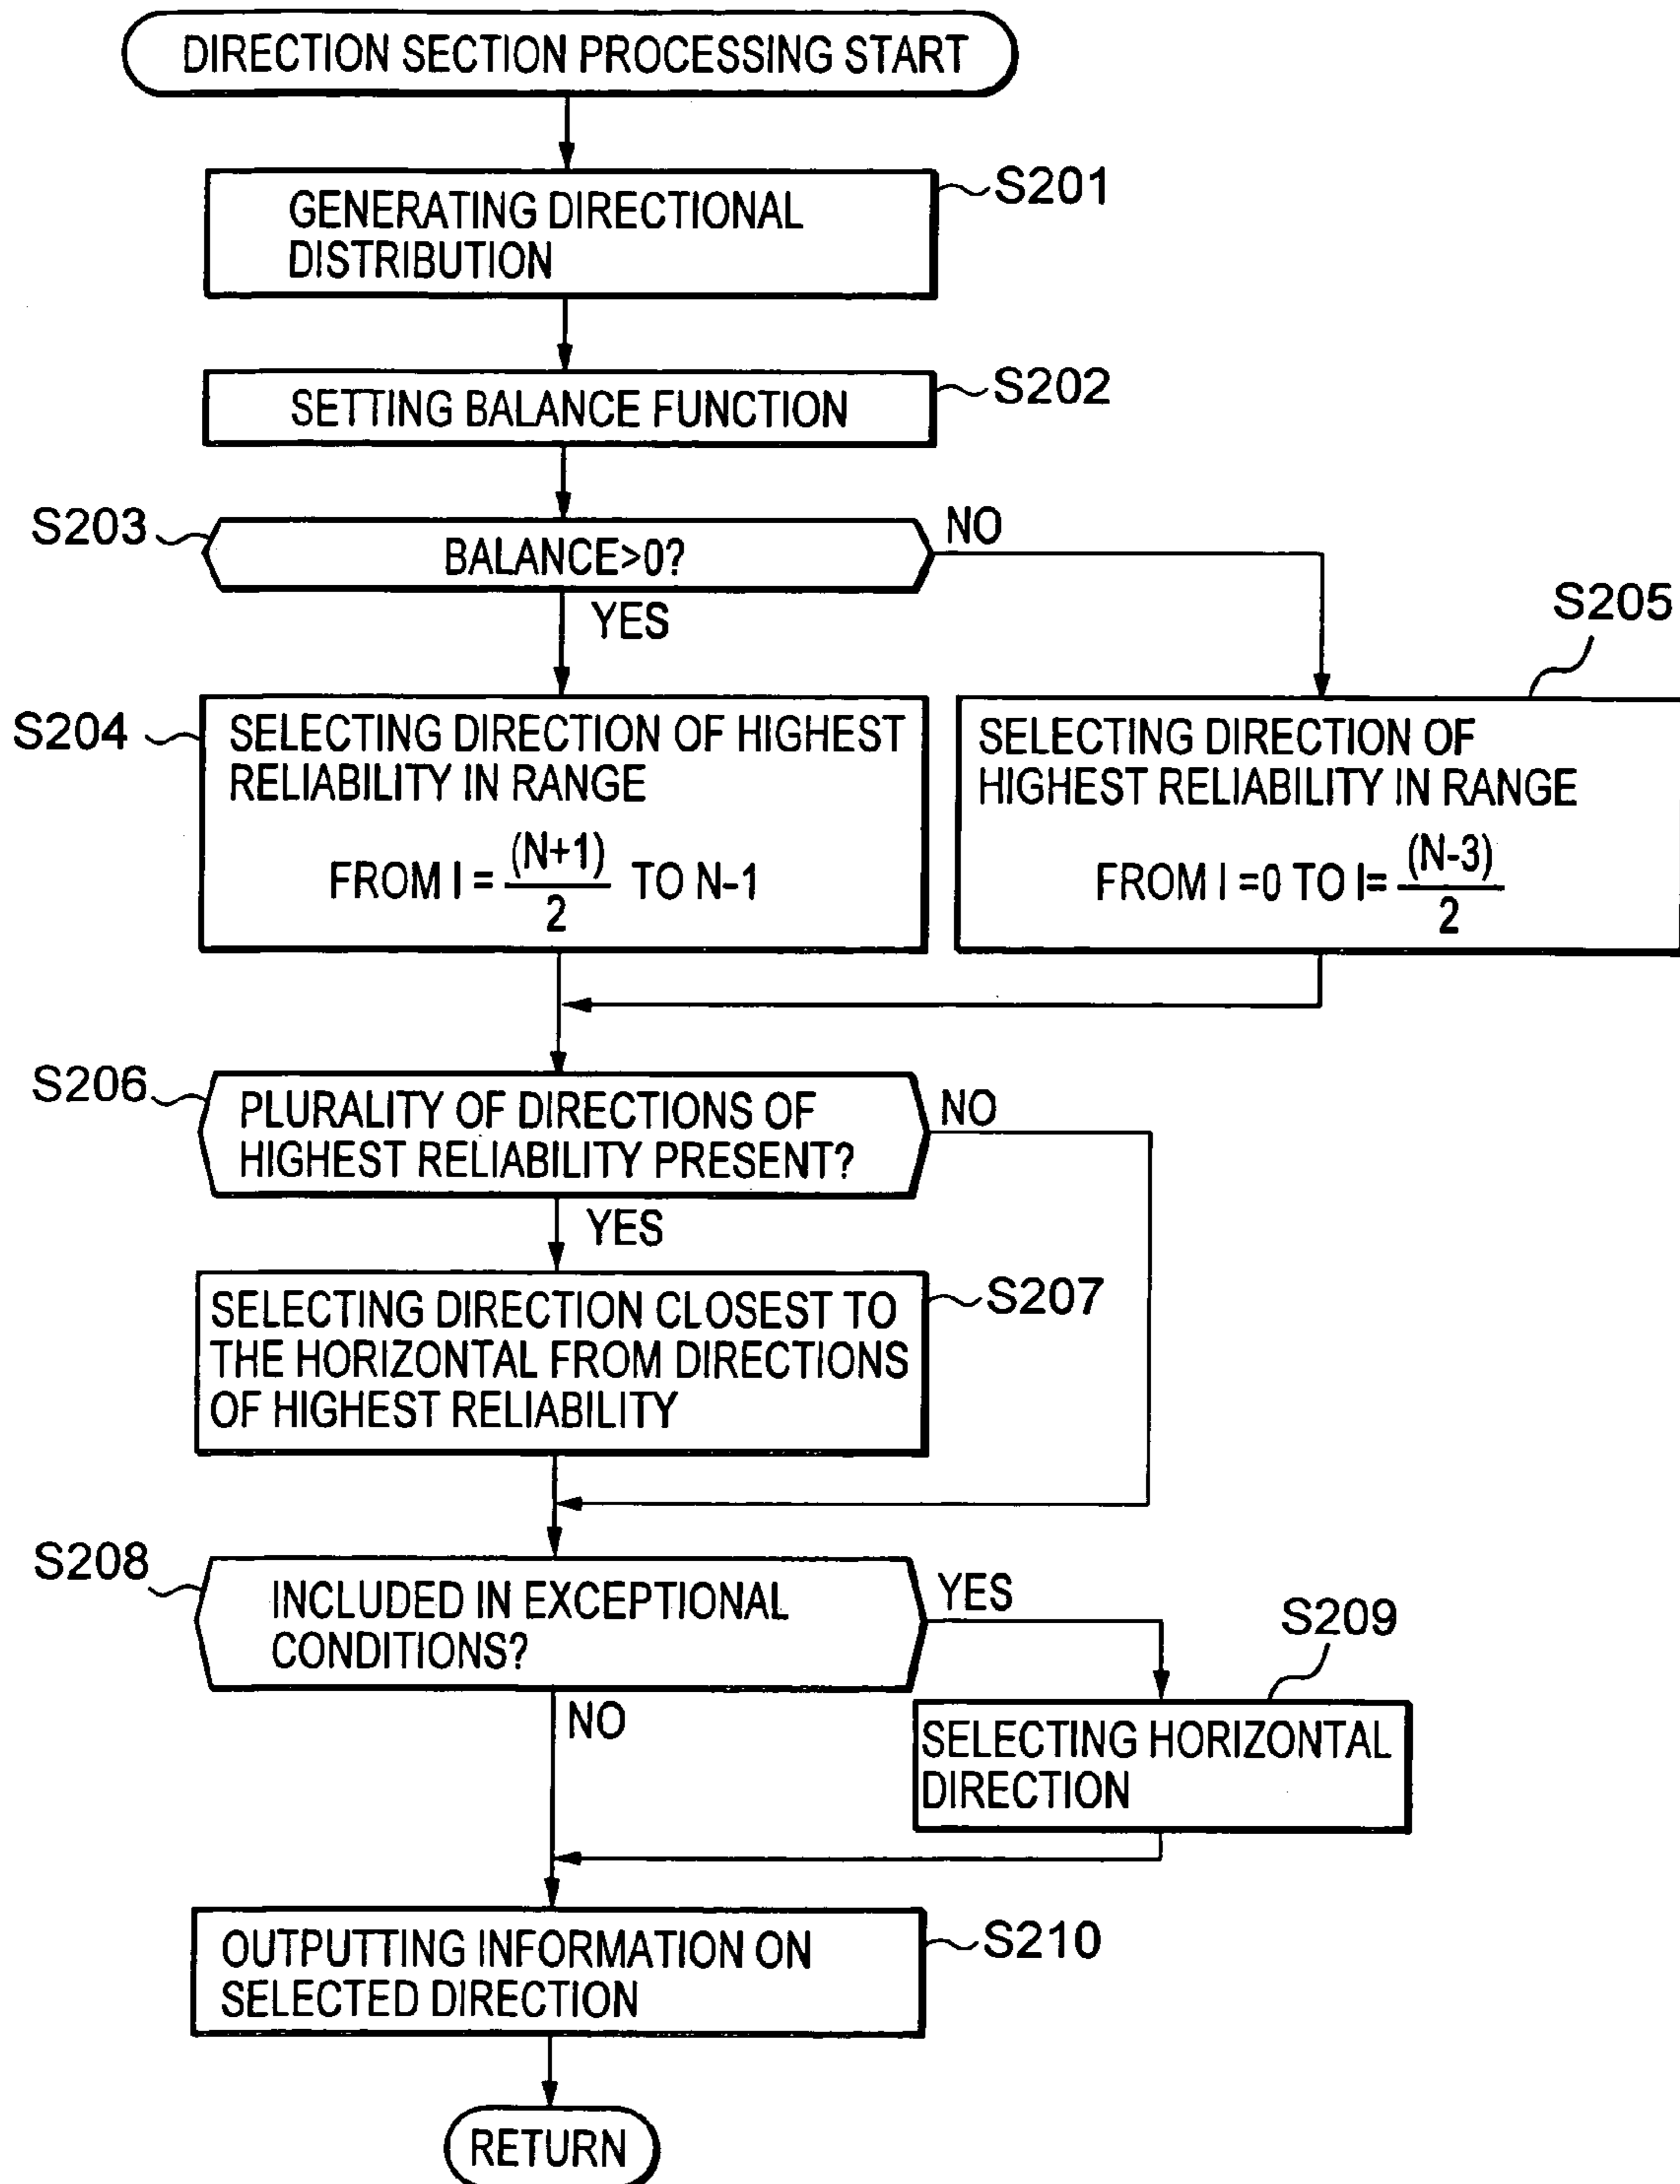 DIRECTION SECTION PROCESSING START
GENERATING DIRECTIONAL
DISTRIBUTION
S201
SETTING BALANCE FUNCTION
S202
S203
BALANCE>0?
NO
YES
S205
S204
SELECTING DIRECTION OF HIGHEST
RELIABILITY IN RANGE
FROM I = (N+1)/2 TO N-1
SELECTING DIRECTION OF
HIGHEST RELIABILITY IN RANGE
FROM I =0 TO I= (N-3)/2
S206
PLURALITY OF DIRECTIONS OF
HIGHEST RELIABILITY PRESENT?
NO
YES
SELECTING DIRECTION CLOSEST TO
THE HORIZONTAL FROM DIRECTIONS
OF HIGHEST RELIABILITY
S207
S208
INCLUDED IN EXCEPTIONAL
CONDITIONS?
YES
S209
NO
SELECTING HORIZONTAL
DIRECTION
OUTPUTTING INFORMATION ON
SELECTED DIRECTION
S210
RETURN